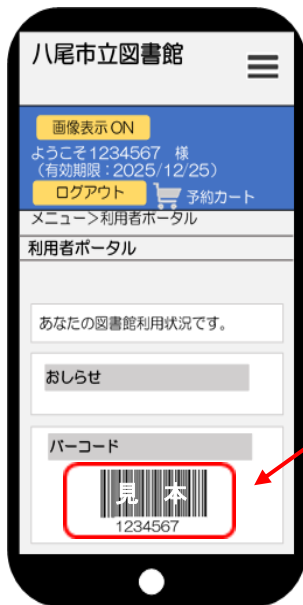 八尾市立図書館
画像表示ON
ようこそ1234567 様
(有効期限：2025/12/25)
ログアウト 予約カート
メニュー＞利用者ポータル
利用者ポータル
あなたの図書館利用状況です。
おしらせ
バーコード
見 本
1234567